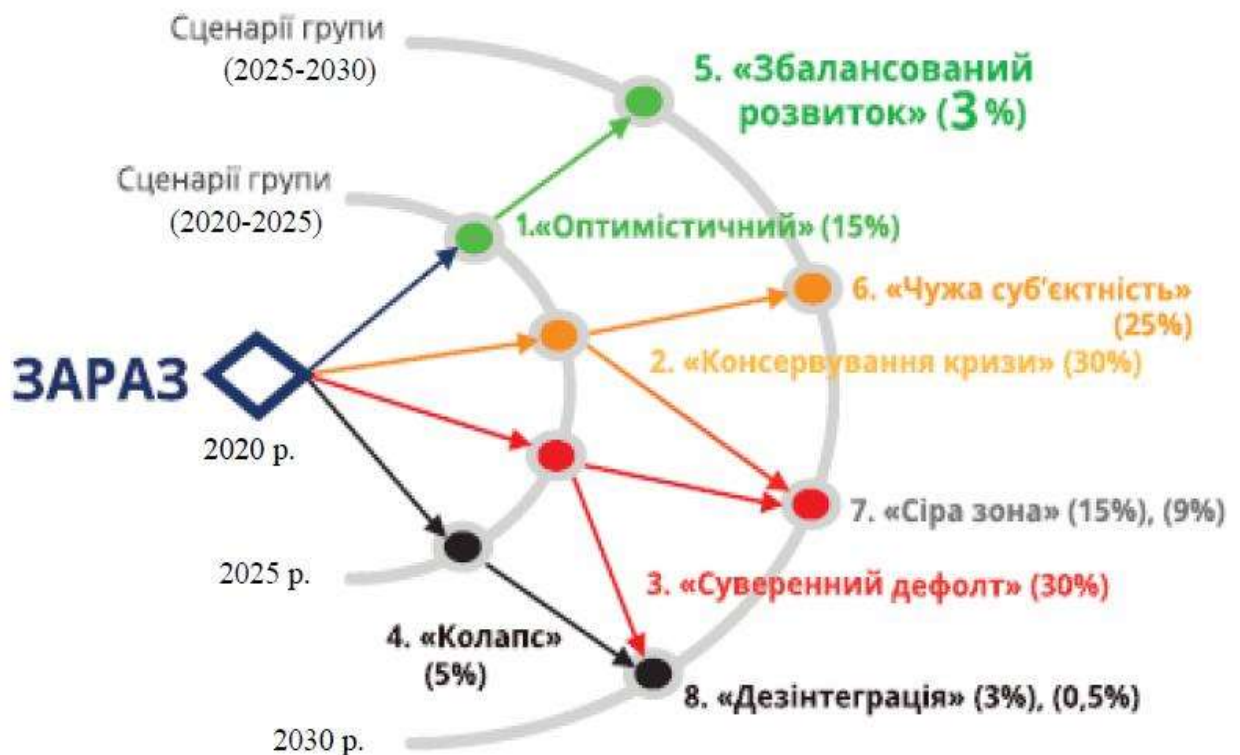 Сценарії групи
(2025-2030)
5. «Збалансований
розвиток» (3 %)
Сценарії групи
(2020-2025)
1.«Оптимістичний» (15%)
6. «Чужа суб'єктність»
(25%)
2. «Консервування кризи» (30%)
ЗАРАЗ
2020 р.
7. «Сіра зона» (15%), (9%)
2025 р.
3. «Суверенний дефолт» (30%)
4. «Колапс»
(5%)
8. «Дезінтеграція» (3%), (0,5%)
2030 р.